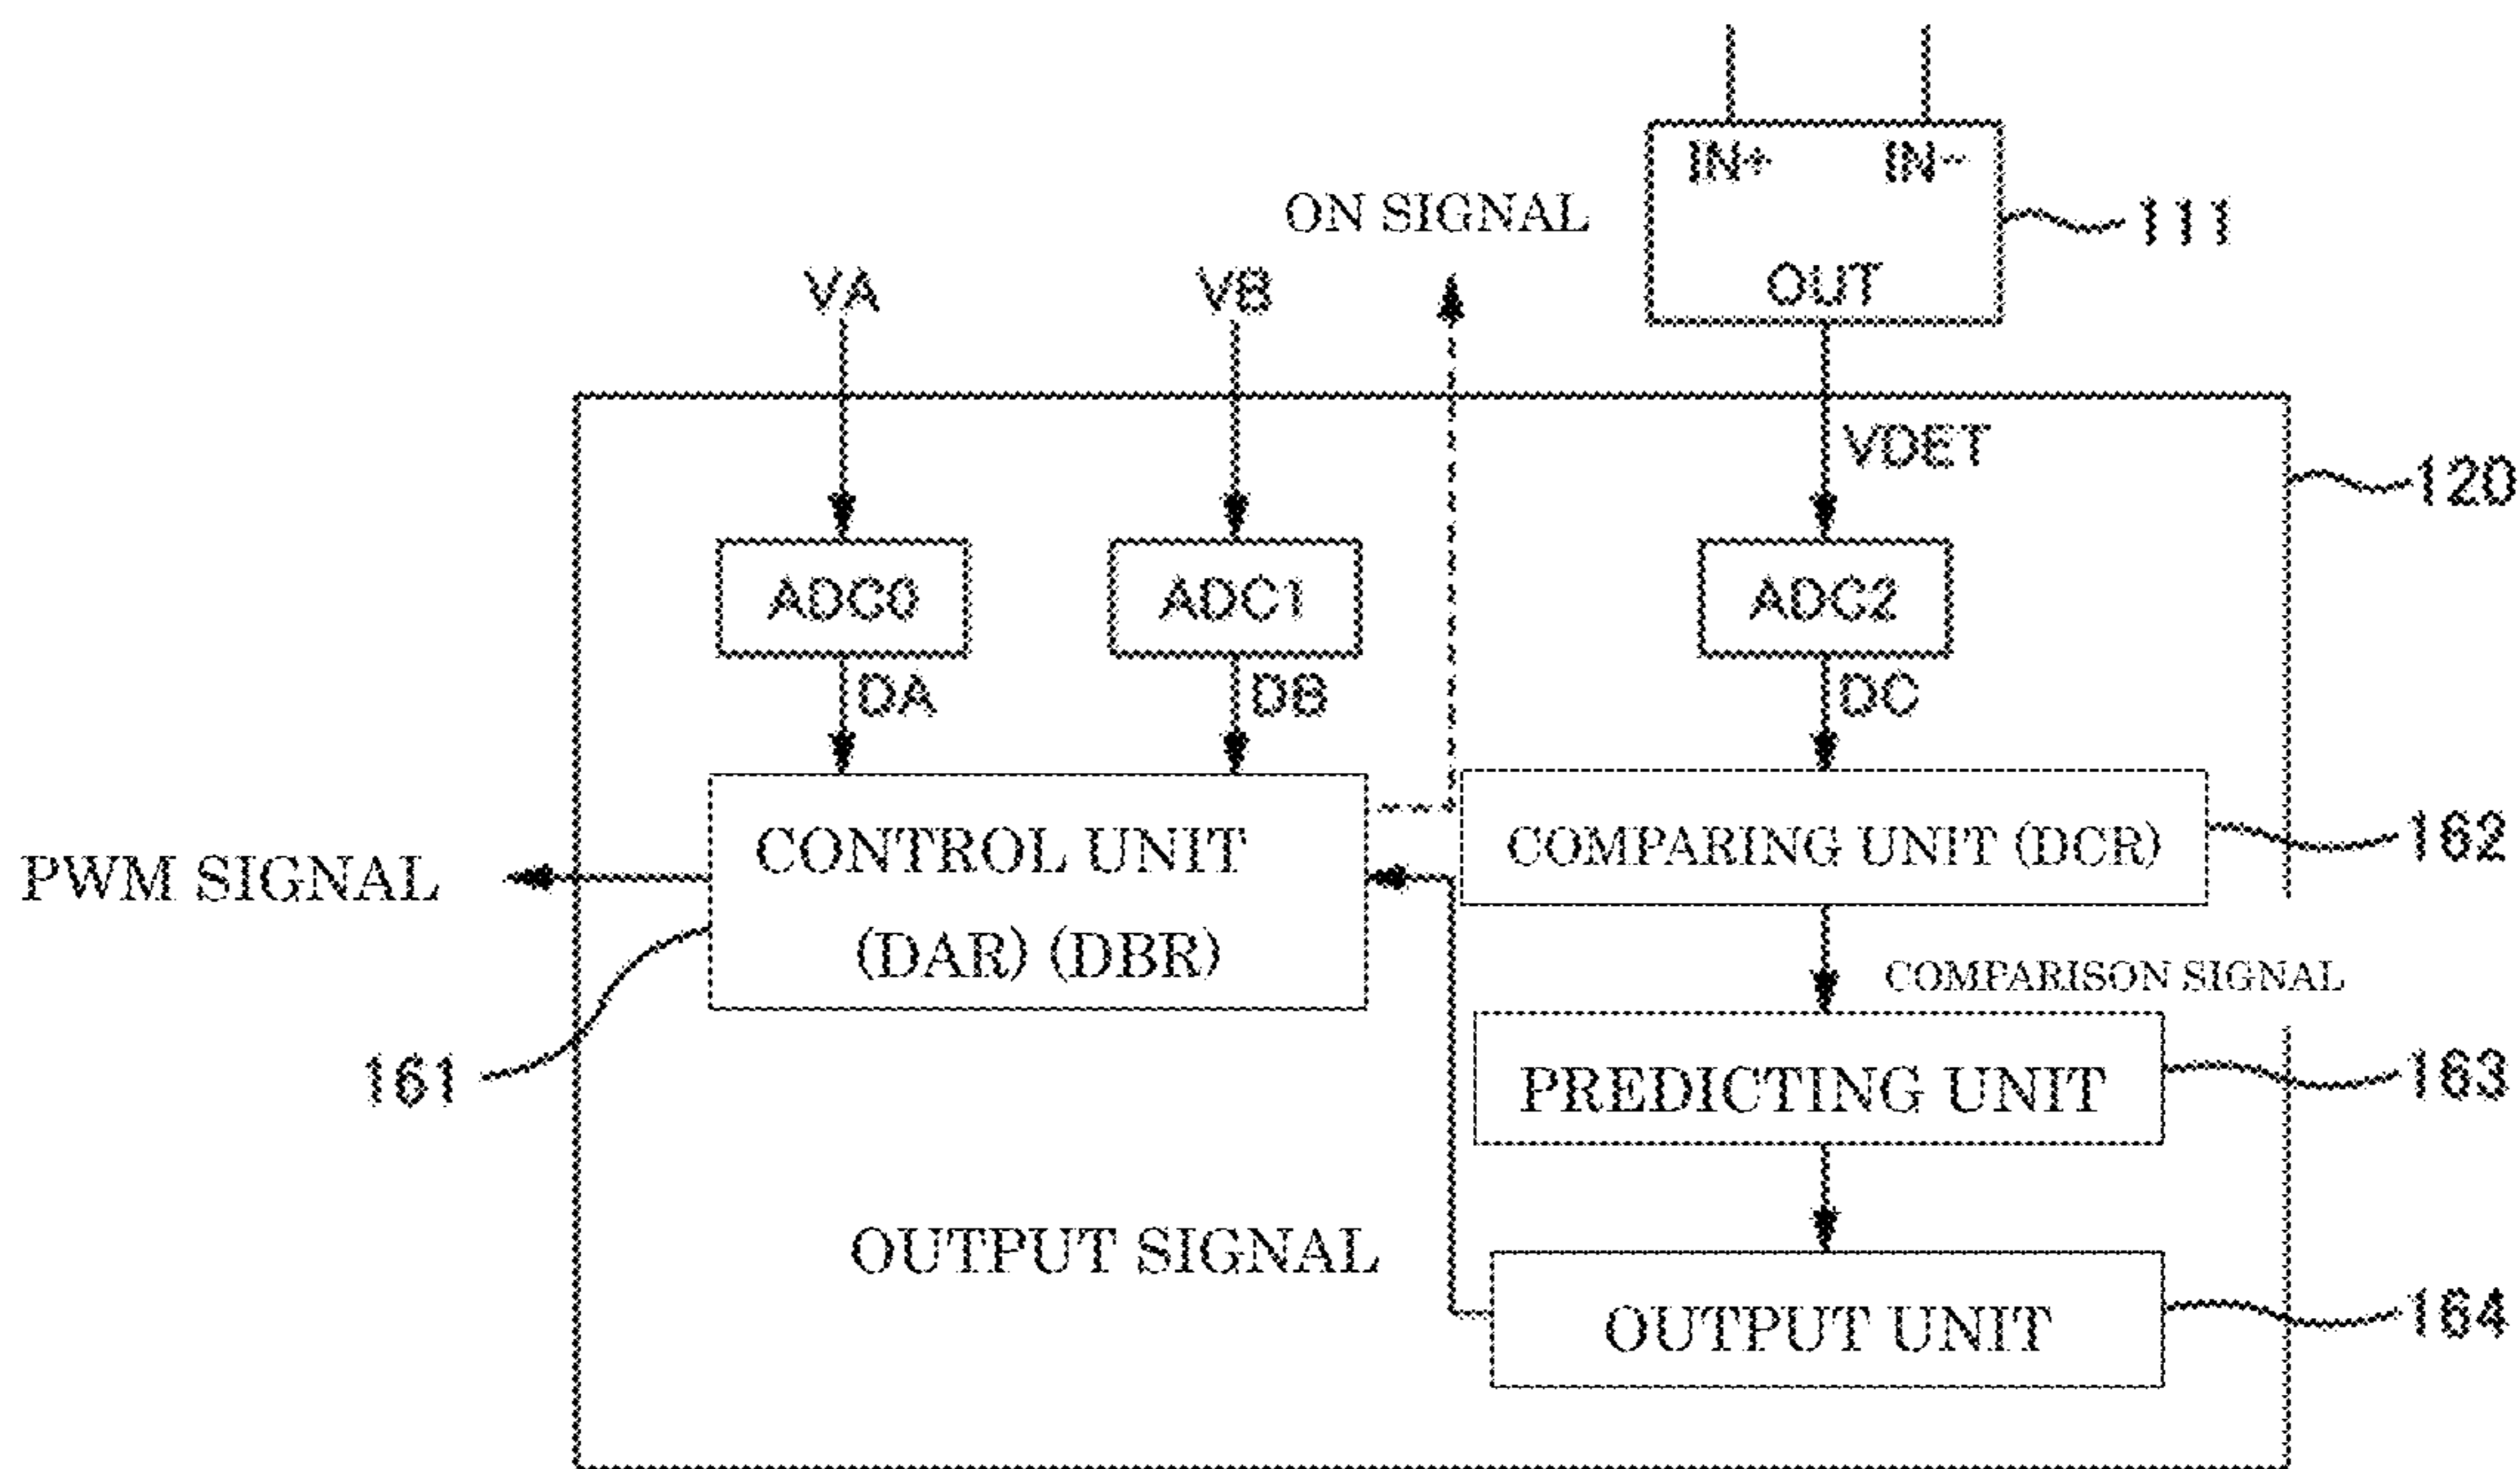 IN+ IN-
ON SIGNAL
111
VA
VB
OUT
VDET
120
ADC0
ADC1
ADC2
DA
DB
DC
CONTROL UNIT
(DAR) (DBR)
COMPARING UNIT (DCR)
162
PWM SIGNAL
COMPARISON SIGNAL
161
PREDICTING UNIT
163
OUTPUT SIGNAL
OUTPUT UNIT
164